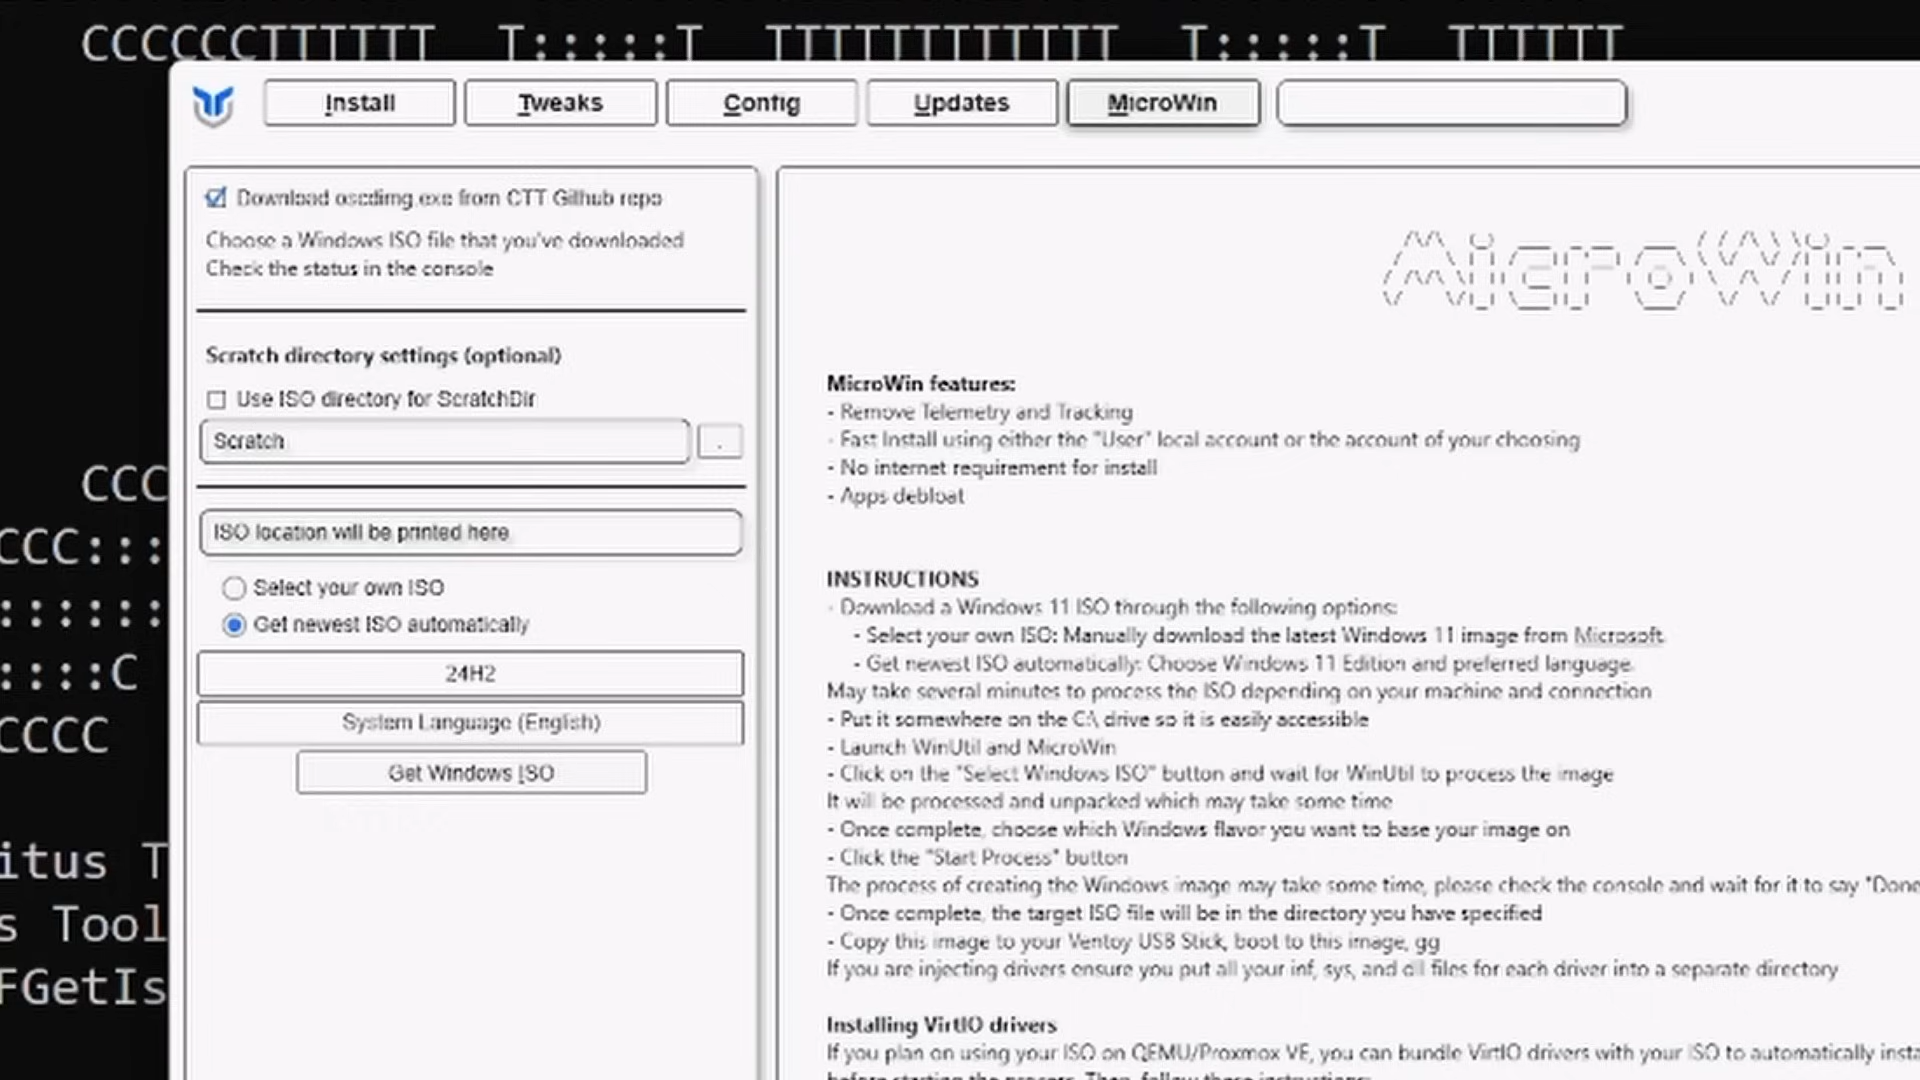 CCCCCCTTTTTT  T:::::T  TTTTTTTTTTTT  T:::::T  TTTTTT
Install
Tweaks
Config
Updates
MicroWin
Download oscdimg.exe from CTT Github repo
Choose a Windows ISO file that you've downloaded
Check the status in the console
Scratch directory settings (optional)
Use ISO directory for ScratchDir
Scratch
.
ISO location will be printed here
Select your own ISO
Get newest ISO automatically
24H2
System Language (English)
Get Windows ISO
CCC
CCC:::
::::::
::::C
CCCC
itus T
s Tool
FGetIs
MicroWin
MicroWin features:
- Remove Telemetry and Tracking
- Fast Install using either the "User" local account or the account of your choosing
- No internet requirement for install
- Apps debloat
INSTRUCTIONS
- Download a Windows 11 ISO through the following options:
- Select your own ISO: Manually download the latest Windows 11 image from Microsoft
- Get newest ISO automatically: Choose Windows 11 Edition and preferred language.
May take several minutes to process the ISO depending on your machine and connection
- Put it somewhere on the C:\ drive so it is easily accessible
- Launch WinUtil and MicroWin
- Click on the "Select Windows ISO" button and wait for WinUtil to process the image
It will be processed and unpacked which may take some time
- Once complete, choose which Windows flavor you want to base your image on
- Click the "Start Process" button
The process of creating the Windows image may take some time, please check the console and wait for it to say "Done
- Once complete, the target ISO file will be in the directory you have specified
- Copy this image to your Ventoy USB Stick, boot to this image, gg
If you are injecting drivers ensure you put all your inf, sys, and dll files for each driver into a separate directory
Installing VirtIO drivers
If you plan on using your ISO on QEMU/Proxmox VE, you can bundle VirtIO drivers with your ISO to automatically insta
before starting the process. Then, follow these instructions: